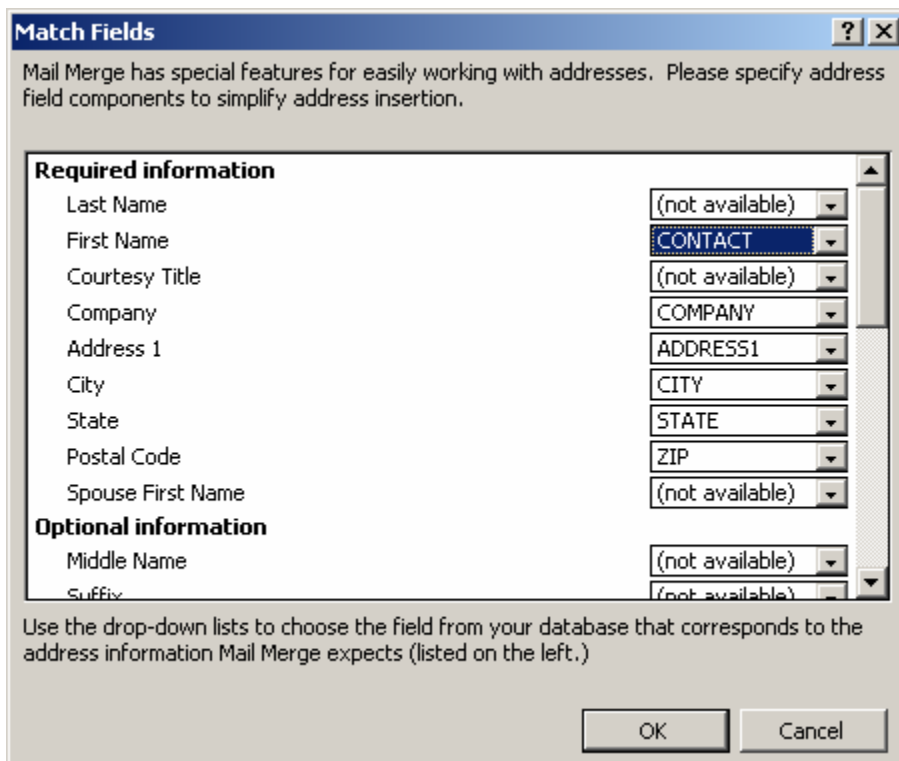 Match Fields
Mail Merge has special features for easily working with addresses. Please specify address
field components to simplify address insertion.
Required information
Last Name (not available)
First Name CONTACT
Courtesy Title (not available)
Company COMPANY
Address 1 ADDRESS1
City CITY
State STATE
Postal Code ZIP
Spouse First Name (not available)
Optional information
Middle Name (not available)
Suffix (not available)
Use the drop-down lists to choose the field from your database that corresponds to the
address information Mail Merge expects (listed on the left.)
OK Cancel